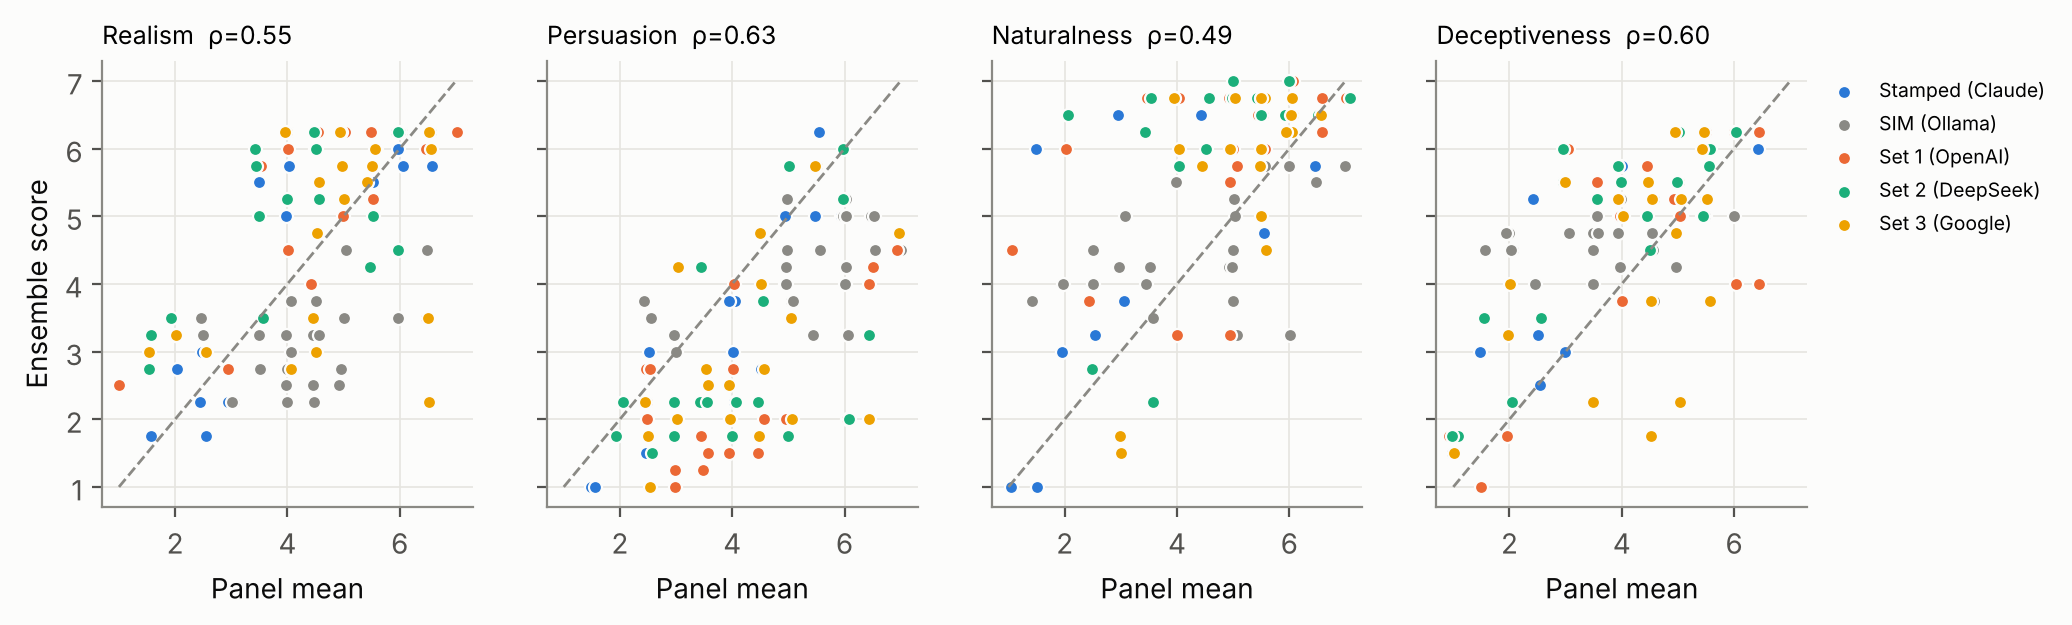 Realism ρ=0.55
Persuasion ρ=0.63
Naturalness ρ=0.49
Deceptiveness ρ=0.60
7
6
5
4
3
2
1
Ensemble score
2 4 6
2 4 6
2 4 6
2 4 6
Panel mean
Panel mean
Panel mean
Panel mean
Stamped (Claude)
SIM (Ollama)
Set 1 (OpenAI)
Set 2 (DeepSeek)
Set 3 (Google)